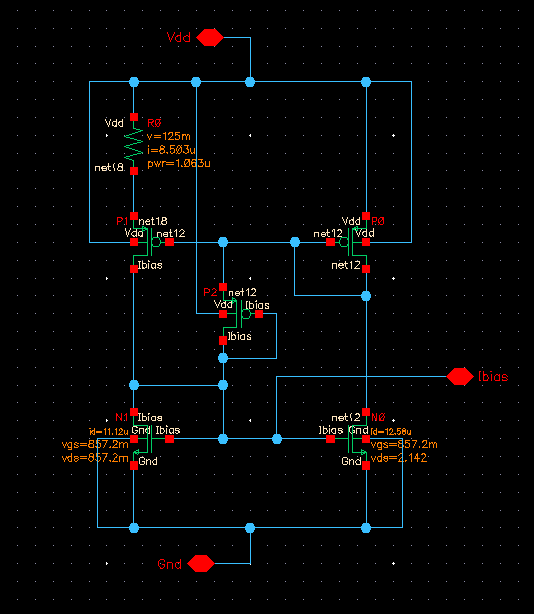 Vdd
Vdd
R0
v=125m
i=8.503u
net18
pwr=1.063u
P1
net18
Vdd
net12
Ibias
Vdd
P0
net12
Vdd
net12
P2
net12
Vdd
Ibias
Ibias
Ibias
N1
Ibias
id=11.12u
Gnd
Ibias
vgs=857.2m
vds=857.2m
Gnd
net12
N0
Ibias
Gnd
id=12.58u
vgs=857.2m
Gnd
vds=2.142
Gnd